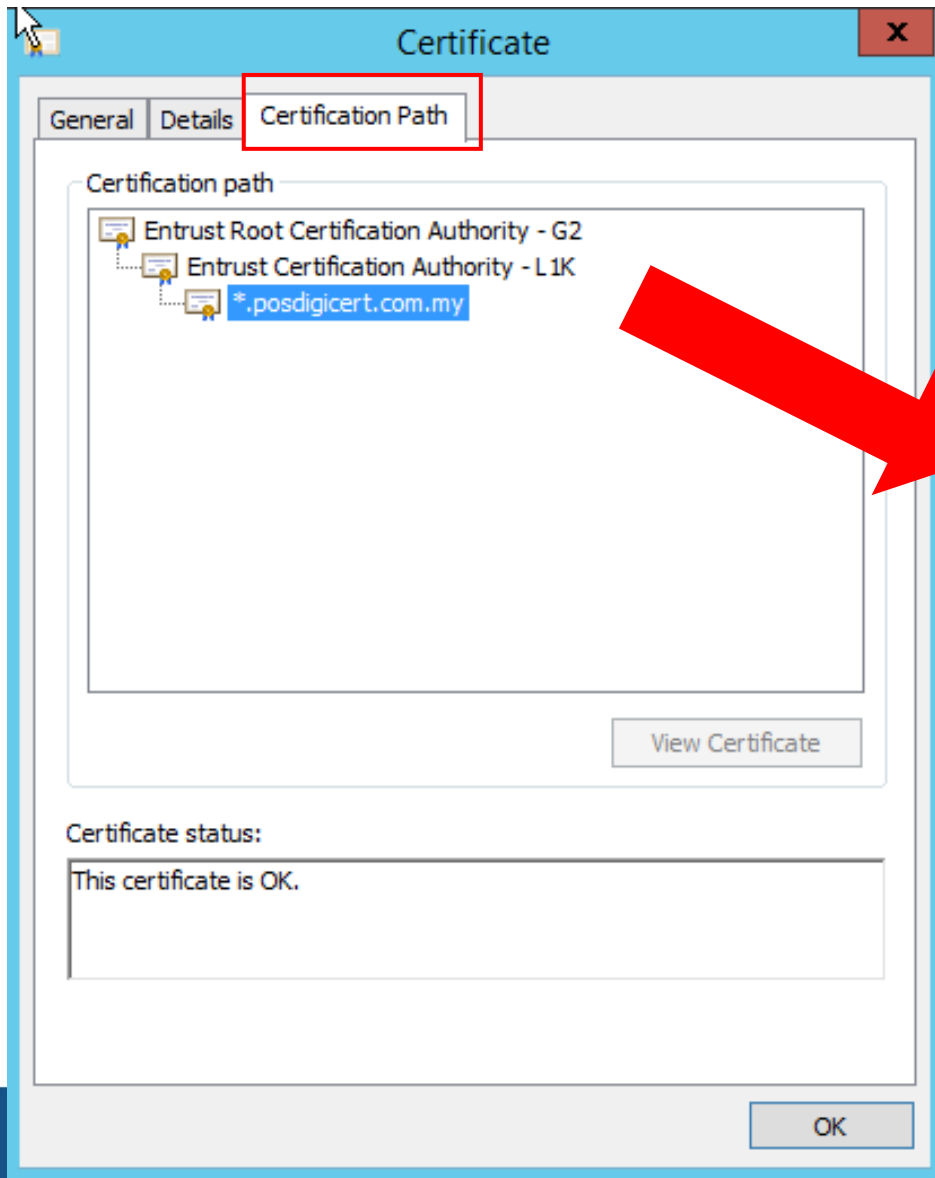 Certificate
x
General
Details
Certification Path
Certification path
Entrust Root Certification Authority - G2
Entrust Certification Authority - L1K
*.posdigicert.com.my
View Certificate
Certificate status:
This certificate is OK.
OK